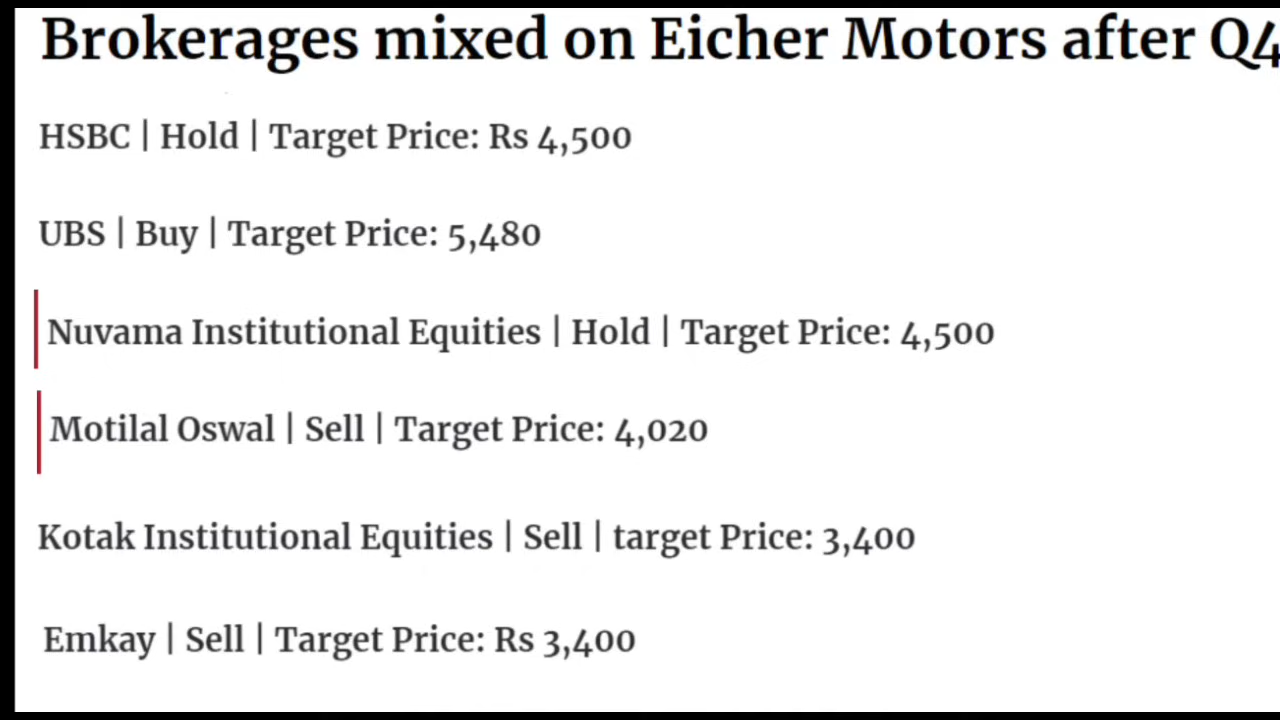 Brokerages mixed on Eicher Motors after Q4
HSBC | Hold | Target Price: Rs 4,500
UBS | Buy | Target Price: 5,480
Nuvama Institutional Equities | Hold | Target Price: 4,500
Motilal Oswal | Sell | Target Price: 4,020
Kotak Institutional Equities | Sell | target Price: 3,400
Emkay | Sell | Target Price: Rs 3,400